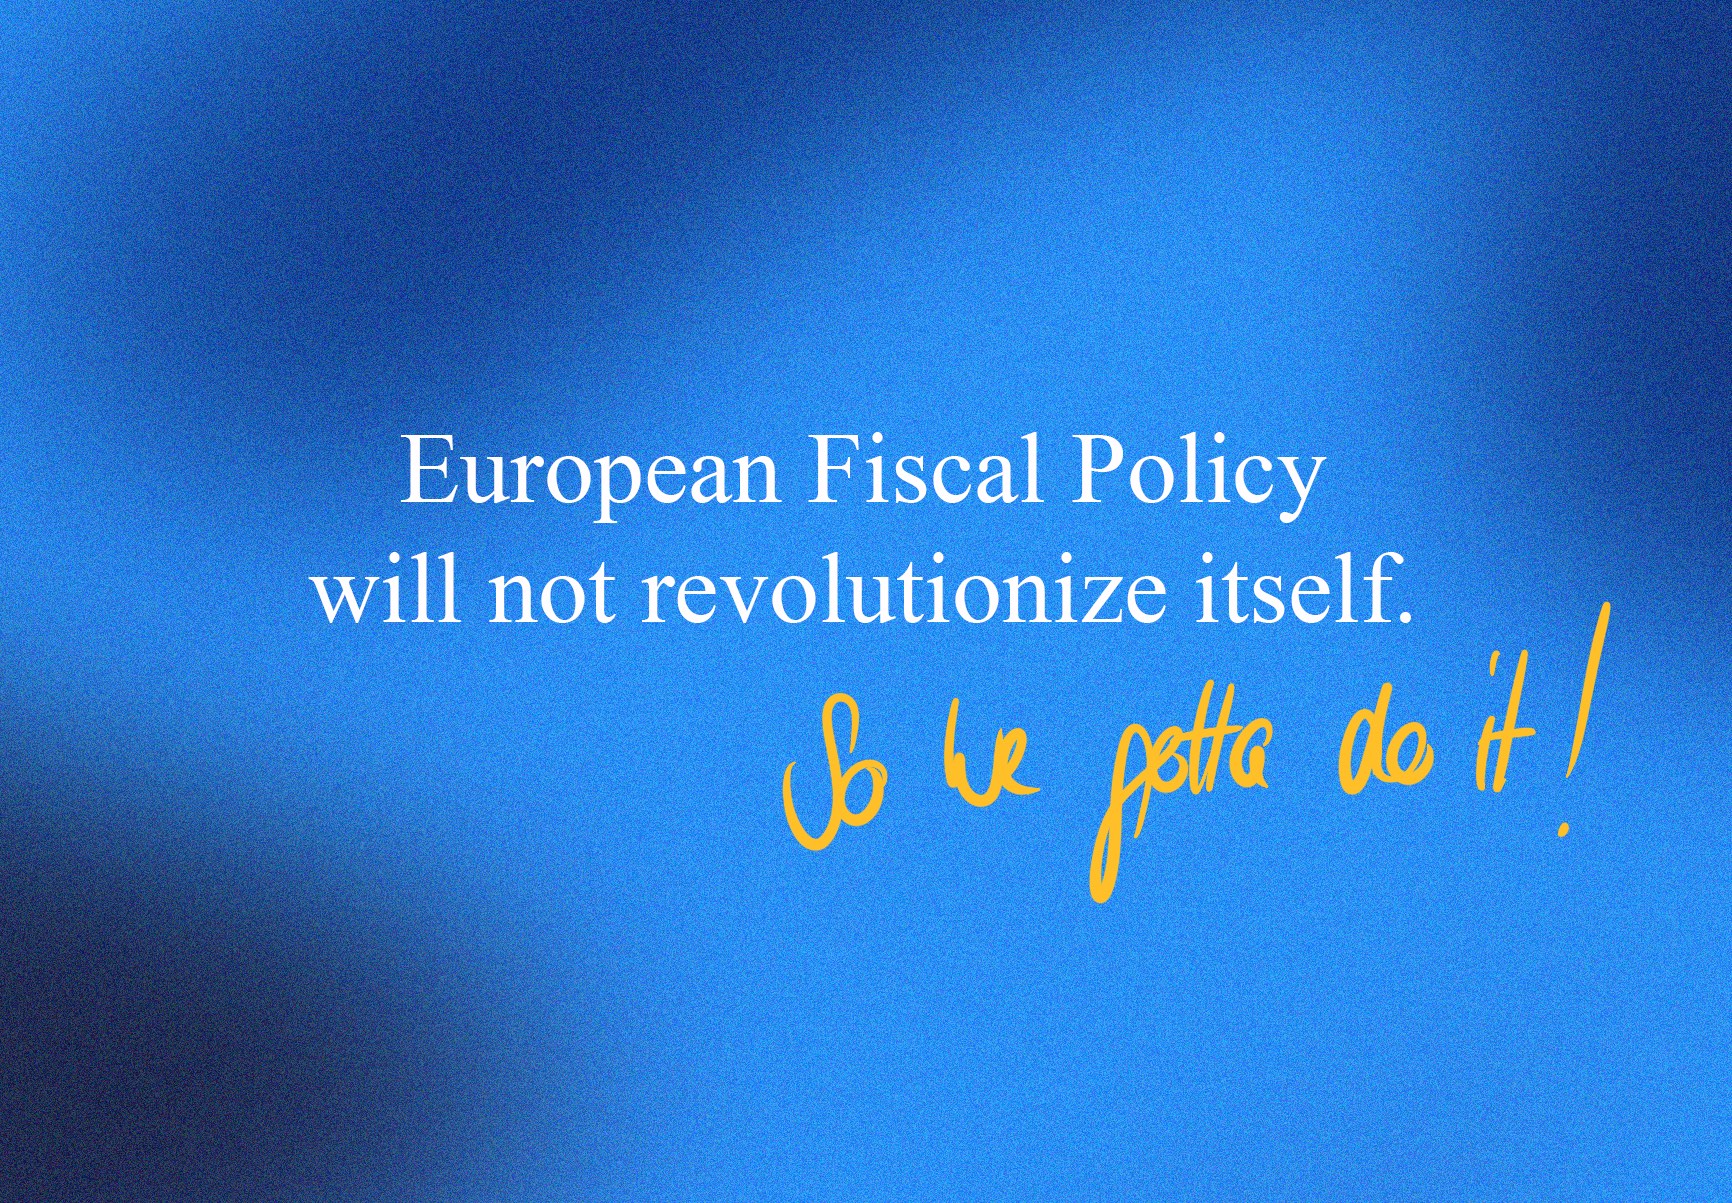 European Fiscal Policy
will not revolutionize itself.
So we gotta do it!